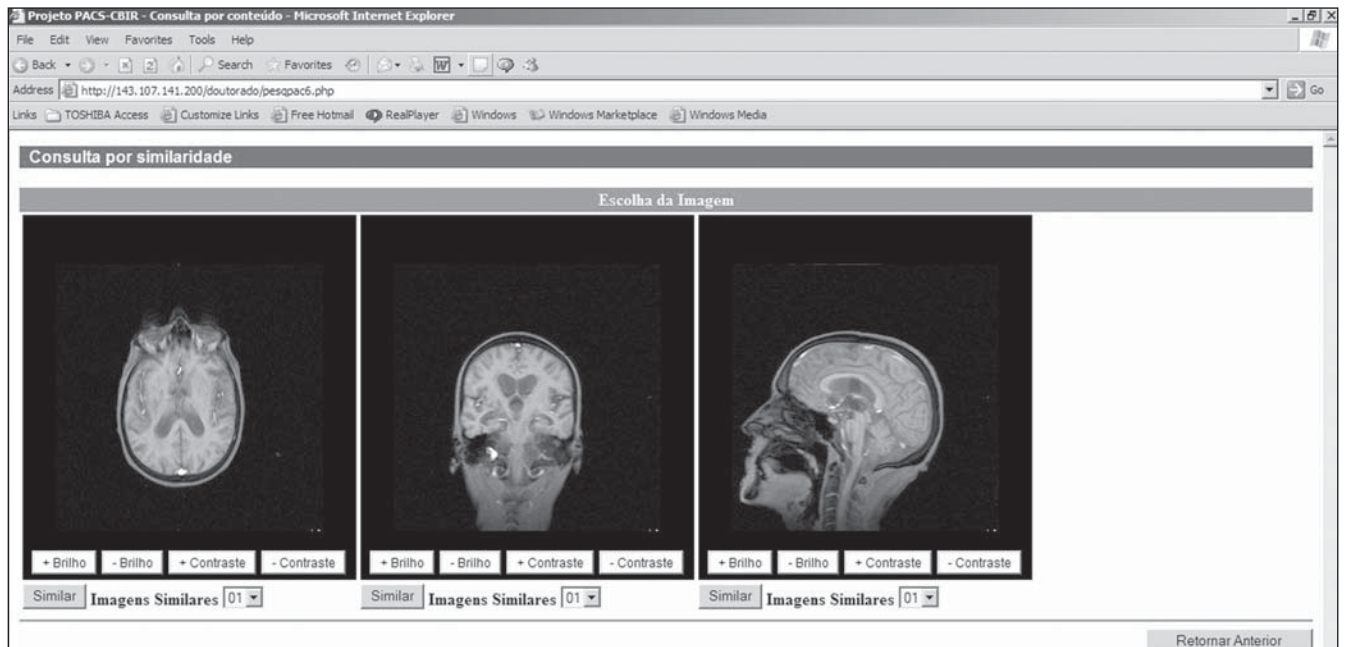 Projeto PACS-CBIR - Consulta por conteúdo - Microsoft Internet Explorer
File Edit View Favorites Tools Help
Back Search Favorites
Address http://143.107.141.200/doutorado/pesqpac6.php Go
Links TOSHIBA Access Customize Links Free Hotmail RealPlayer Windows Windows Marketplace Windows Media
Consulta por similaridade
Escolha da Imagem
+ Brilho - Brilho + Contraste - Contraste + Brilho - Brilho + Contraste - Contraste + Brilho - Brilho + Contraste - Contraste
Similar Imagens Similares 01 Similar Imagens Similares 01 Similar Imagens Similares 01
Retornar Anterior